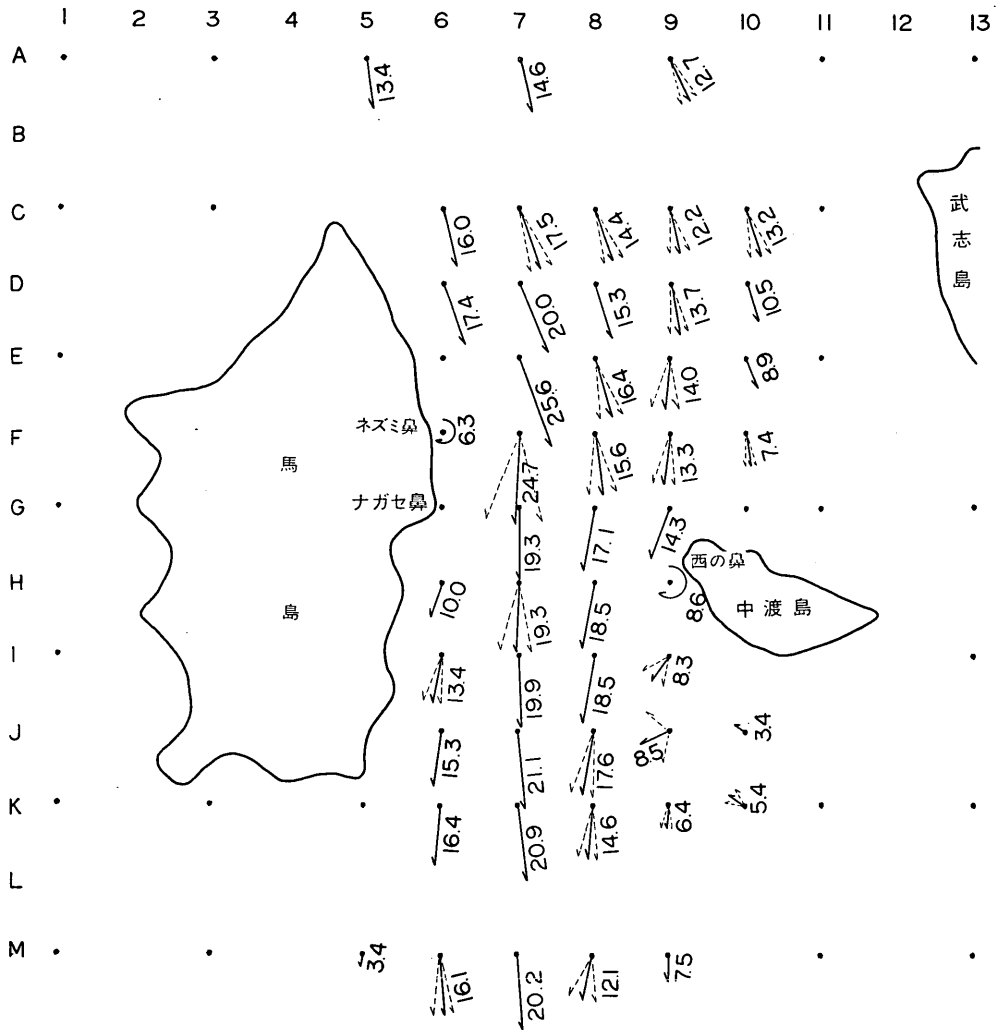 1 2 3 4 5 6 7 8 9 10 11 12 13
A 13.4 14.6 12.7
B
C 16.0 17.5 14.4 12.2 13.2
武志島
D 17.4 20.0 15.3 13.7 10.5
E 25.6 16.4 14.0 8.9
ネズミ鼻
F 6.3 24.7 15.6 13.3 7.4
馬島
ナガセ鼻
G 19.3 17.1 14.3
西の鼻
H 10.0 19.3 18.5 8.6
中渡島
I 13.4 19.9 18.5 8.3
J 15.3 21.1 17.6 8.5 3.4
K 16.4 20.9 14.6 6.4 5.4
L
M 3.4 16.1 20.2 12.1 7.5